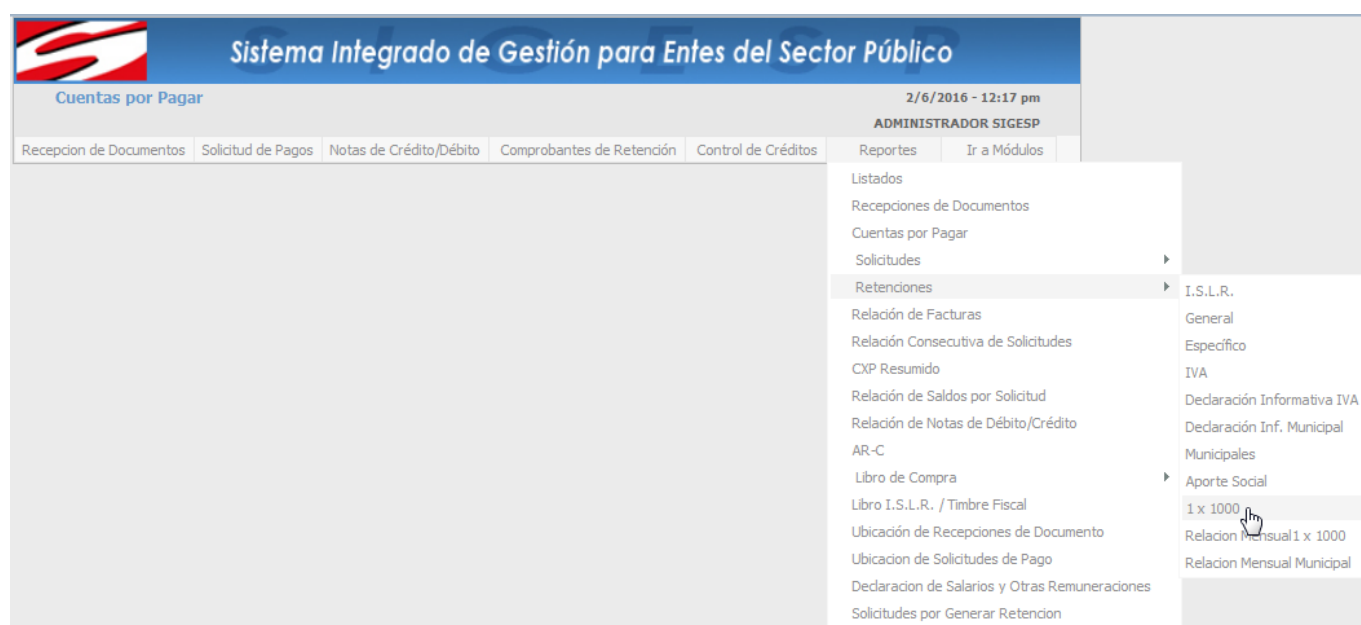 SIGESP
Sistema Integrado de Gestión para Entes del Sector Público
Cuentas por Pagar
2/6/2016 - 12:17 pm
ADMINISTRADOR SIGESP
Recepcion de Documentos Solicitud de Pagos Notas de Crédito/Débito Comprobantes de Retención Control de Créditos Reportes Ir a Módulos
Listados
Recepciones de Documentos
Cuentas por Pagar
Solicitudes
Retenciones
Relación de Facturas
Relación Consecutiva de Solicitudes
CXP Resumido
Relación de Saldos por Solicitud
Relación de Notas de Débito/Crédito
AR-C
Libro de Compra
Libro I.S.L.R. / Timbre Fiscal
Ubicación de Recepciones de Documento
Ubicacion de Solicitudes de Pago
Declaracion de Salarios y Otras Remuneraciones
Solicitudes por Generar Retencion
I.S.L.R.
General
Específico
IVA
Declaración Informativa IVA
Declaración Inf. Municipal
Municipales
Aporte Social
1 x 1000
Relacion Mensual1 x 1000
Relacion Mensual Municipal